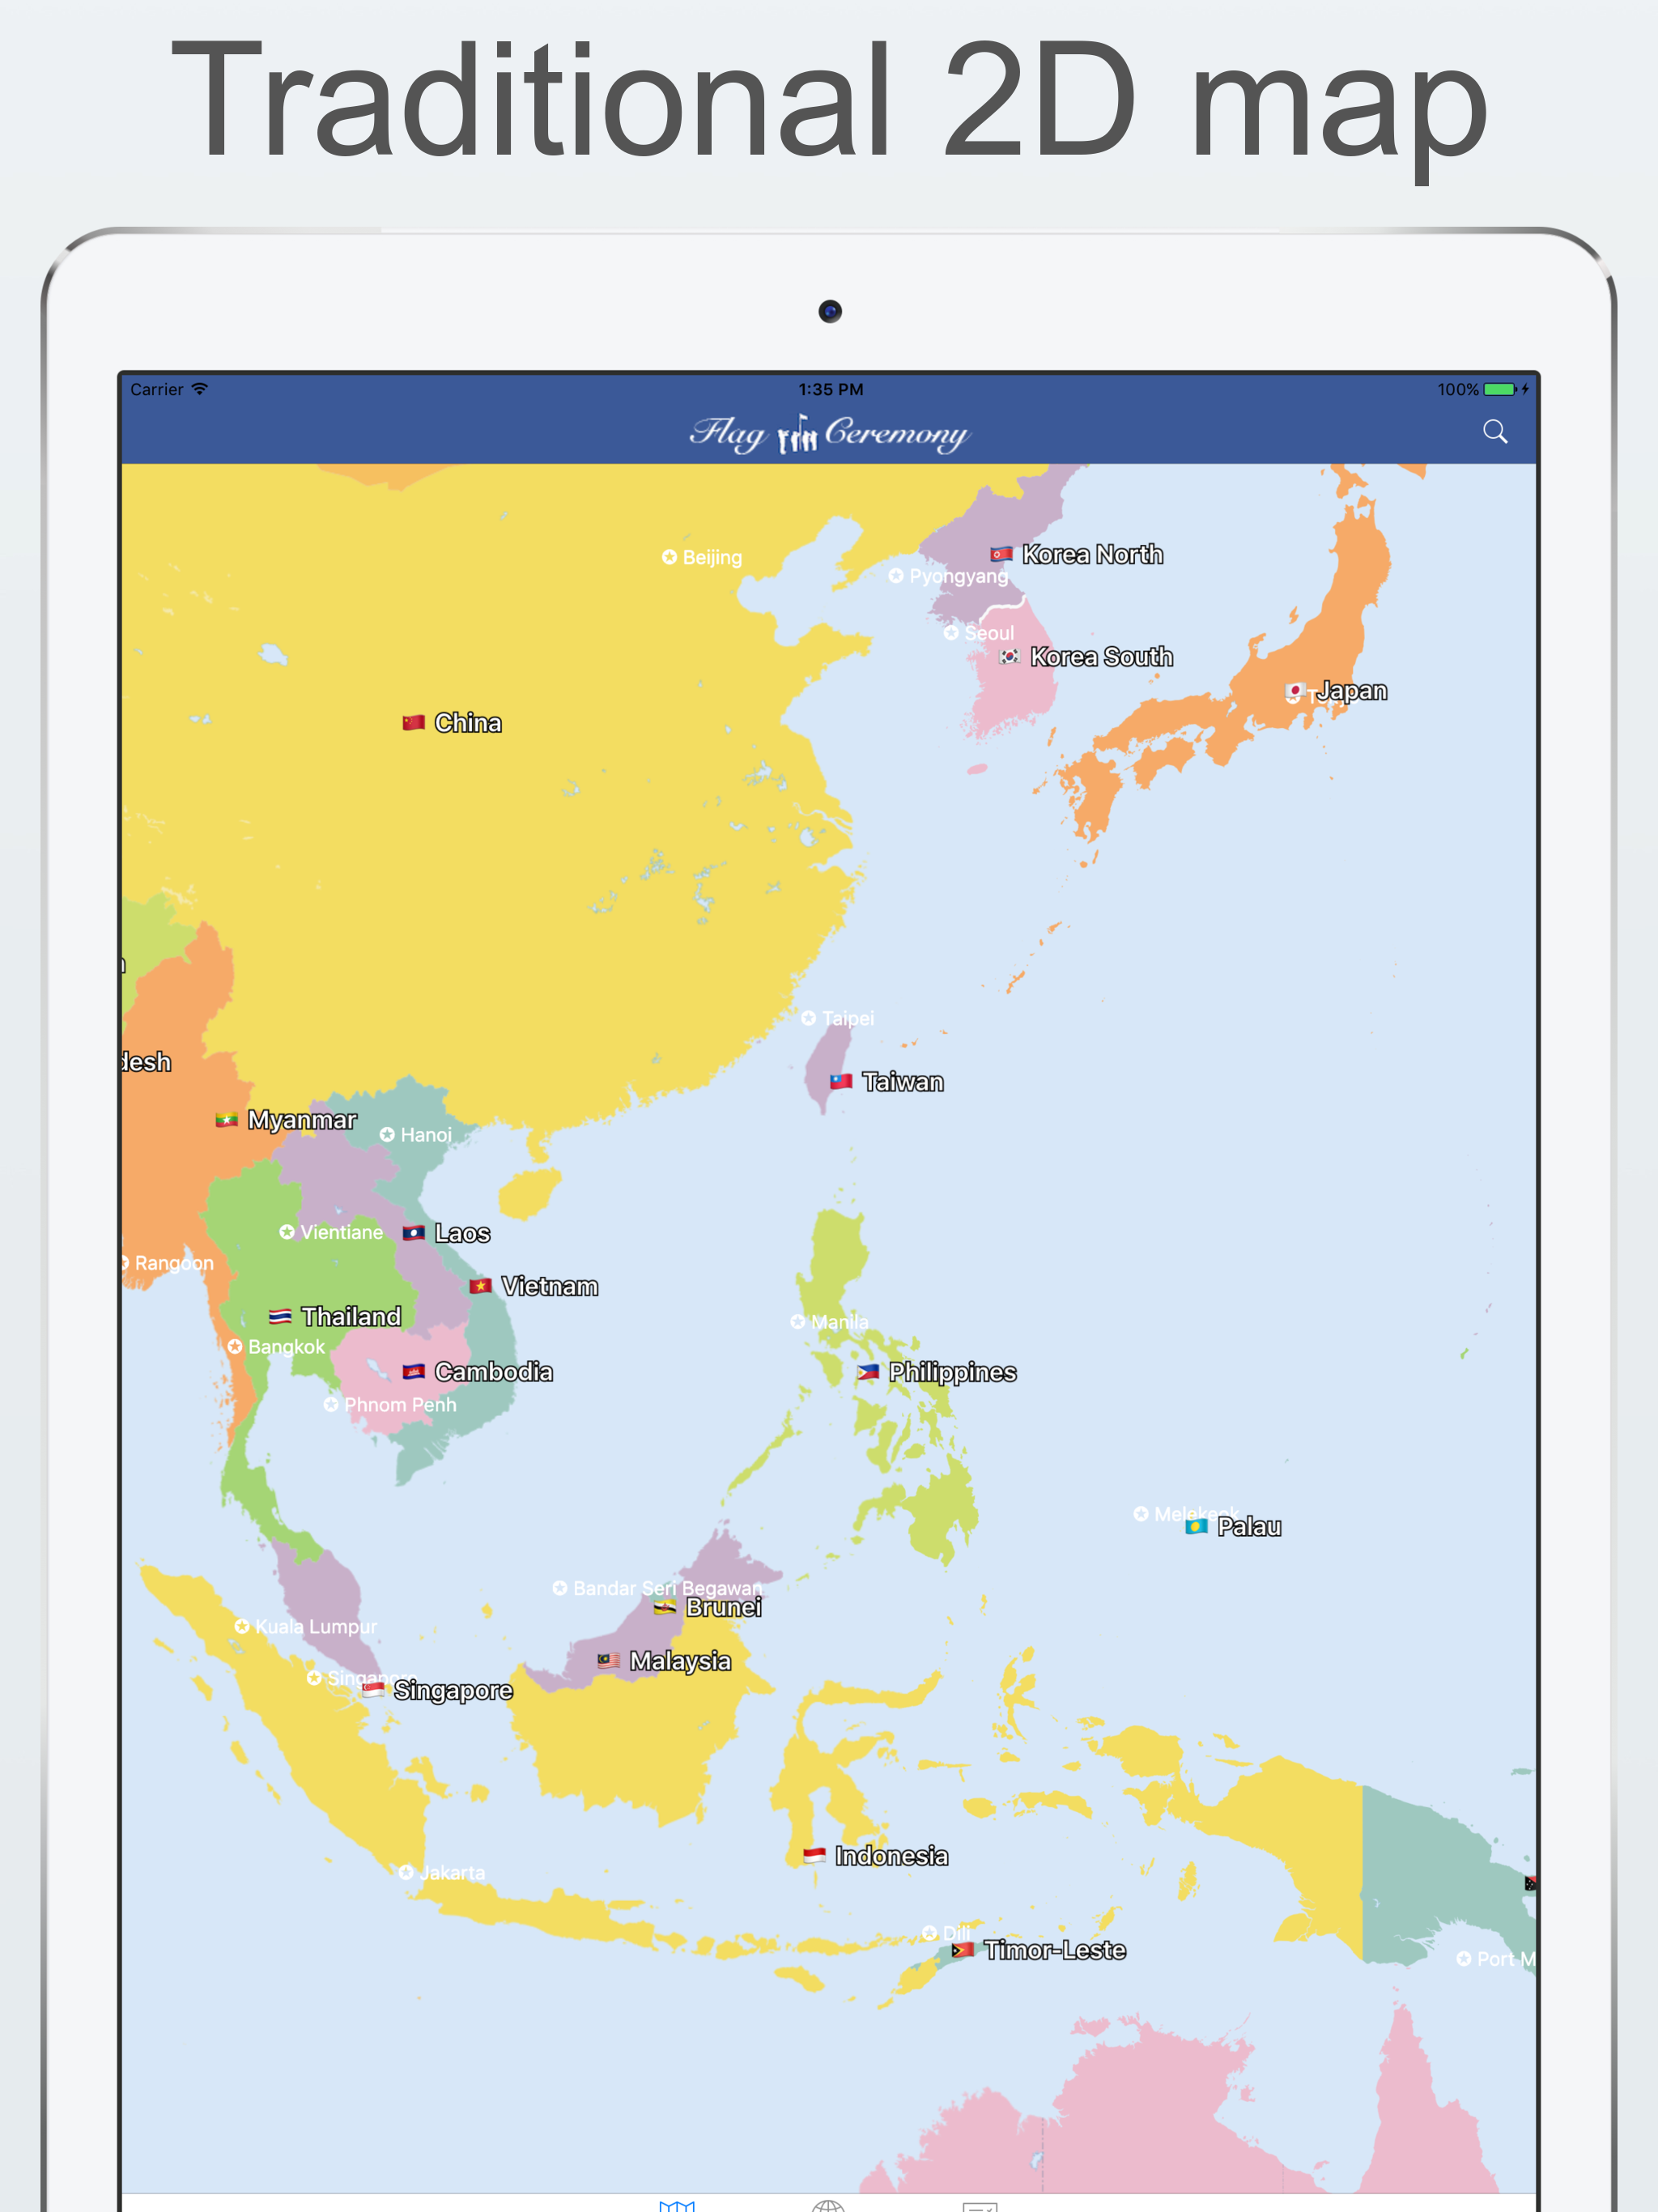 Traditional 2D map
Carrier
1:35 PM
100%
Flag Ceremony
Beijing
Korea North
Pyongyang
Seoul
Korea South
Japan
China
Taipei
desh
Taiwan
Myanmar
Hanoi
Vientiane
Laos
Rangoon
Vietnam
Thailand
Manila
Bangkok
Cambodia
Philippines
Phnom Penh
Melekeok
Palau
Bandar Seri Begawan
Brunei
Kuala Lumpur
Malaysia
Singapore
Singapore
Indonesia
Jakarta
Dili
Timor-Leste
Port M